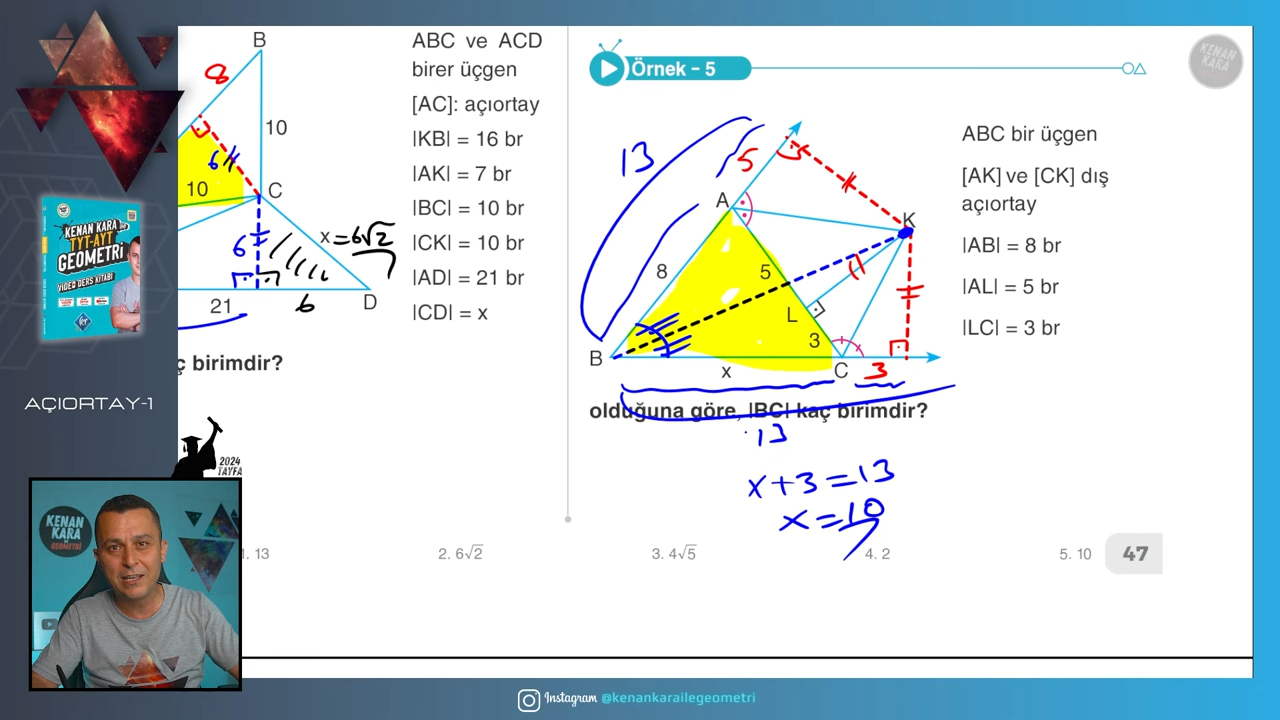 KENAN KARA
TYT-AYT
GEOMETRİ
VİDEO DERS KİTABI
AÇIORTAY-1
2024
TAYFA
KENAN
KARA
GEOMETRİ
B
8
10
6
10
C
6
x=6√2
21
6
D
ABC ve ACD
birer üçgen
[AC]: açıortay
|KB| = 16 br
|AK| = 7 br
|BC| = 10 br
|CK| = 10 br
|AD| = 21 br
|CD| = x
ç birimdir?
Örnek - 5
KENAN
KARA
13
5
A
K
8
5
L
3
B
x
C
3
ABC bir üçgen
[AK] ve [CK] dış
açıortay
|AB| = 8 br
|AL| = 5 br
|LC| = 3 br
olduğuna göre, |BC| kaç birimdir?
13
x+3=13
x=10
1. 13
2. 6√2
3. 4√5
4. 2
5. 10
47
Instagram @kenankarailegeometri